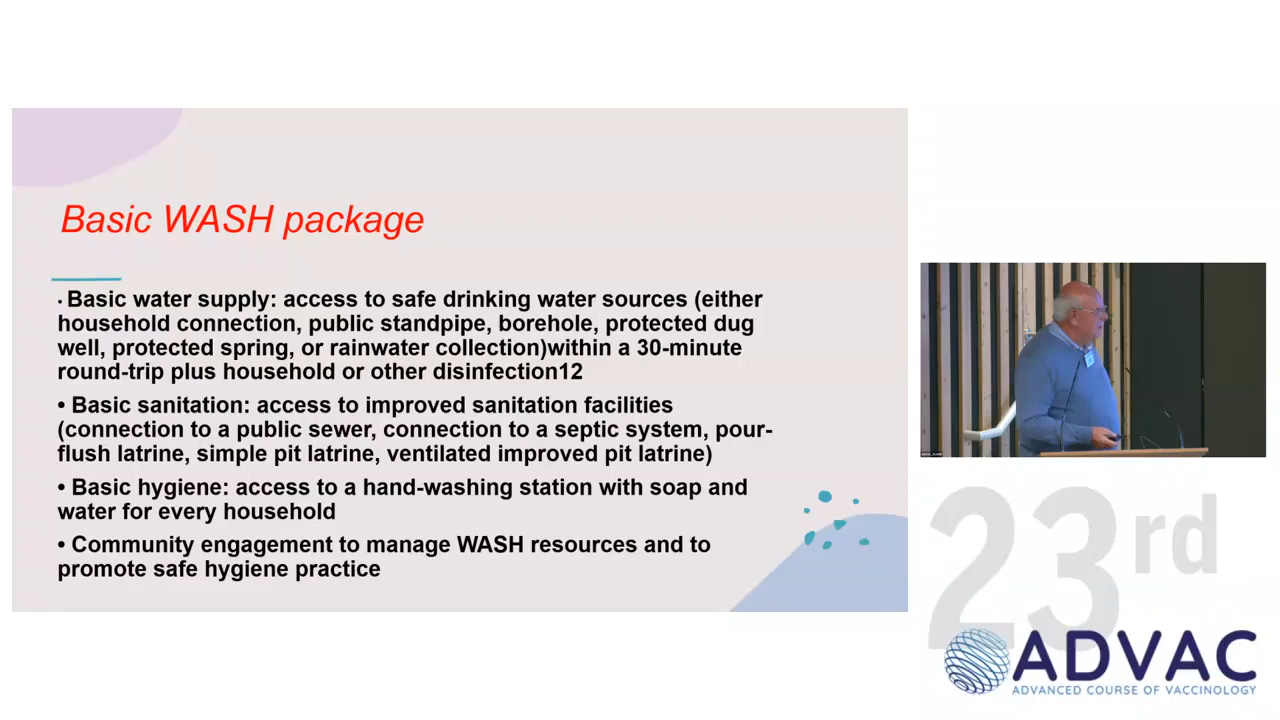 Basic WASH package
· Basic water supply: access to safe drinking water sources (either
household connection, public standpipe, borehole, protected dug
well, protected spring, or rainwater collection)within a 30-minute
round-trip plus household or other disinfection12
• Basic sanitation: access to improved sanitation facilities
(connection to a public sewer, connection to a septic system, pour-
flush latrine, simple pit latrine, ventilated improved pit latrine)
• Basic hygiene: access to a hand-washing station with soap and
water for every household
• Community engagement to manage WASH resources and to
promote safe hygiene practice
23rd
ADVAC
ADVANCED COURSE OF VACCINOLOGY